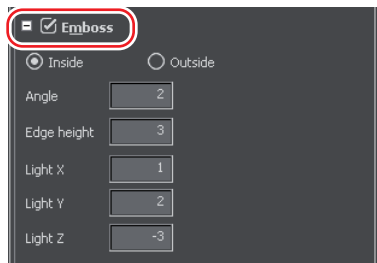 Emboss
Inside Outside
Angle 2
Edge height 3
Light X 1
Light Y 2
Light Z -3